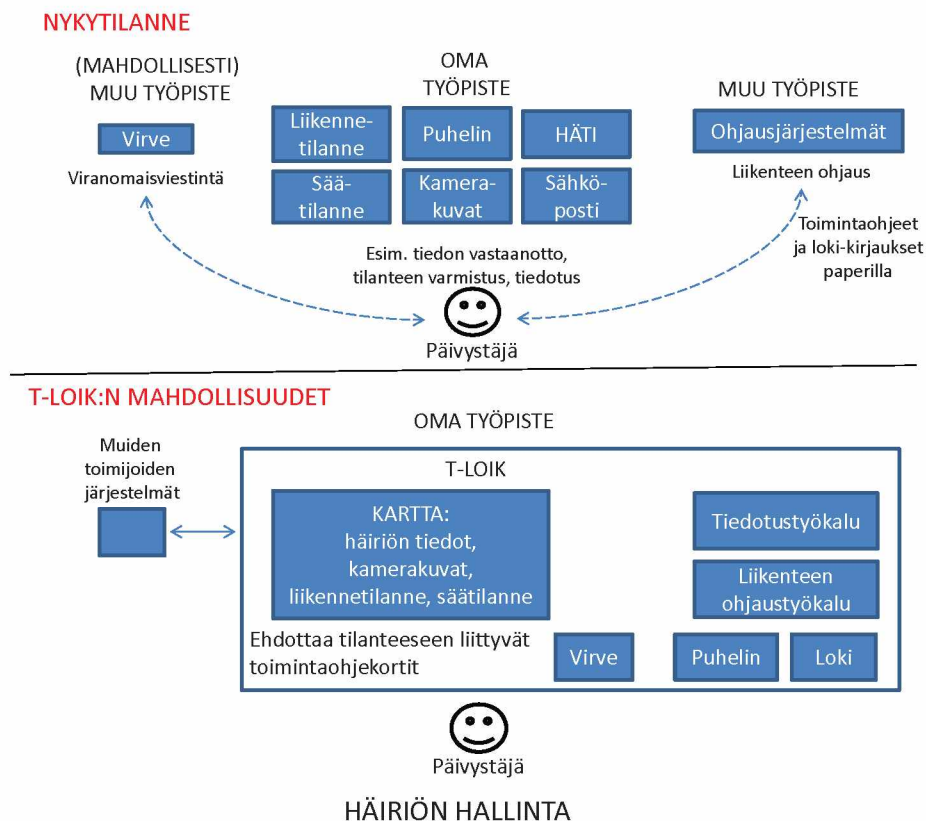 NYKYTILANNE
(MAHDOLLISESTI)
MUU TYÖPISTE
Virve
Viranomaisviestintä
OMA
TYÖPISTE
Liikenne-
tilanne
Puhelin
HÄTI
Sää-
tilanne
Kamera-
kuvat
Sähkö-
posti
MUU TYÖPISTE
Ohjausjärjestelmät
Liikenteen ohjaus
Toimintaohjeet
ja loki-kirjaukset
paperilla
Esim. tiedon vastaanotto,
tilanteen varmistus, tiedotus
Päivystäjä
T-LOIK:N MAHDOLLISUUDET
OMA TYÖPISTE
Muiden
toimijoiden
järjestelmät
T-LOIK
KARTTA:
häiriön tiedot,
kamerakuvat,
liikennetilanne, säätilanne
Tiedotustyökalu
Liikenteen
ohjaustyökalu
Ehdottaa tilanteeseen liittyvät
toimintaohjekortit
Virve
Puhelin
Loki
Päivystäjä
HÄIRIÖN HALLINTA